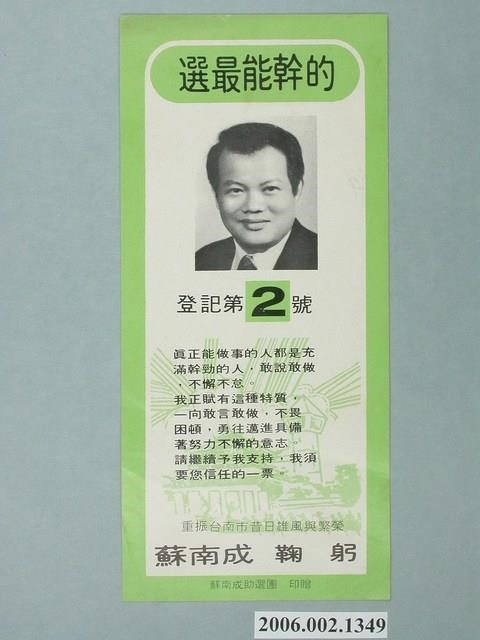 選最能幹的
登記第2號
眞正能做事的人都是充
滿幹勁的人，敢說敢做
，不懈不怠。
我正賦有這種特質，
一向敢言敢做，不畏
困頓，勇往邁進具備
著努力不懈的意志。
請繼續予我支持，我須
要您信任的一票。
重振台南市昔日雄風與繁榮
蘇南成 鞠躬
蘇南成助選團 印贈
2006.002.1349